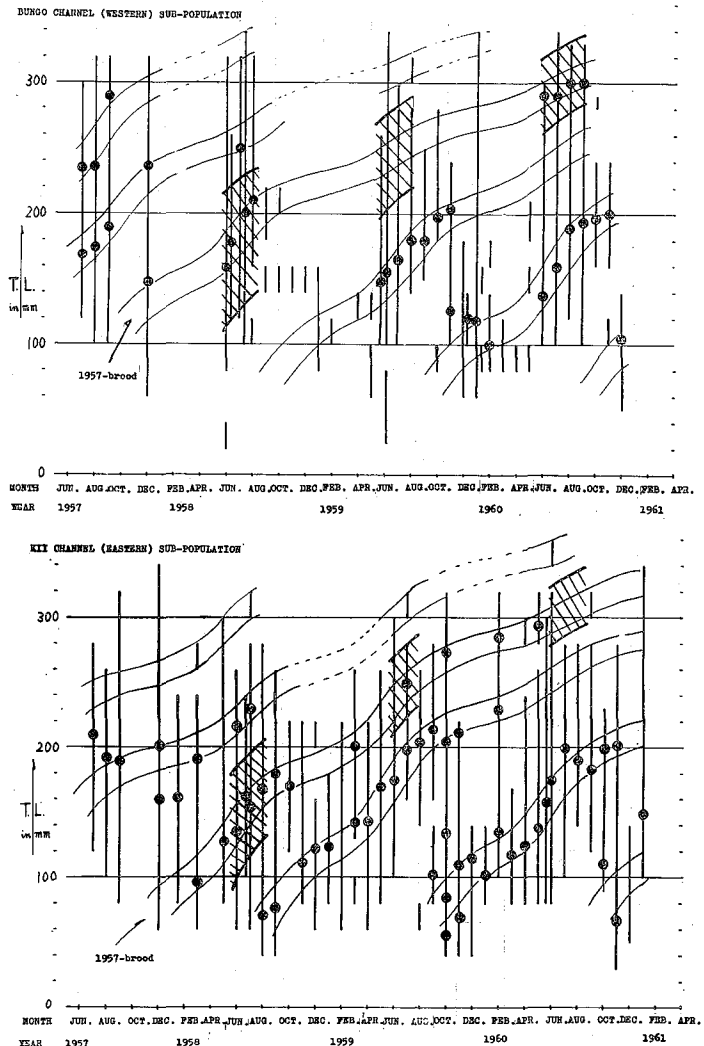 BUNGO CHANNEL (WESTERN) SUB-POPULATION
300
200
T.L.
in mm
100
1957-brood
0
MONTH JUN. AUG. OCT. DEC. FEB. APR. JUN. AUG. OCT. DEC. FEB. APR. JUN. AUG. OCT. DEC. FEB. APR. JUN. AUG. OCT. DEC. FEB. APR.
YEAR 1957 1958 1959 1960 1961
KII CHANNEL (EASTERN) SUB-POPULATION
300
200
T.L.
in mm
100
1957-brood
0
MONTH JUN. AUG. OCT. DEC. FEB. APR. JUN. AUG. OCT. DEC. FEB. APR. JUN. AUG. OCT. DEC. FEB. APR. JUN. AUG. OCT. DEC. FEB. APR.
YEAR 1957 1958 1959 1960 1961